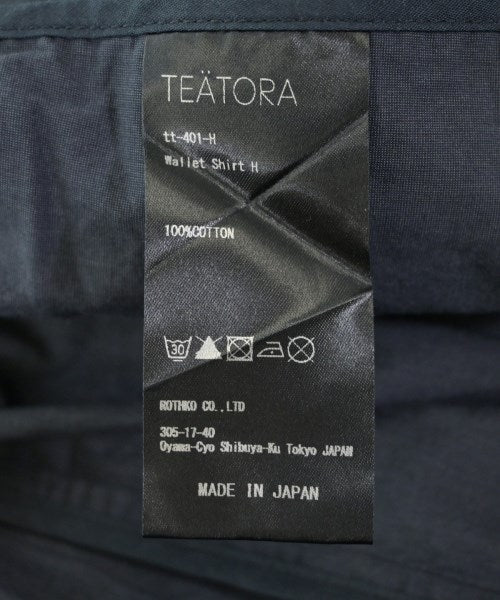 TEÄTORA
tt-401-H
Wallet Shirt H
100%COTTON
30
ROTHKO CO.,LTD
305-17-40
Oyama-Cyo Shibuya-Ku Tokyo JAPAN
MADE IN JAPAN